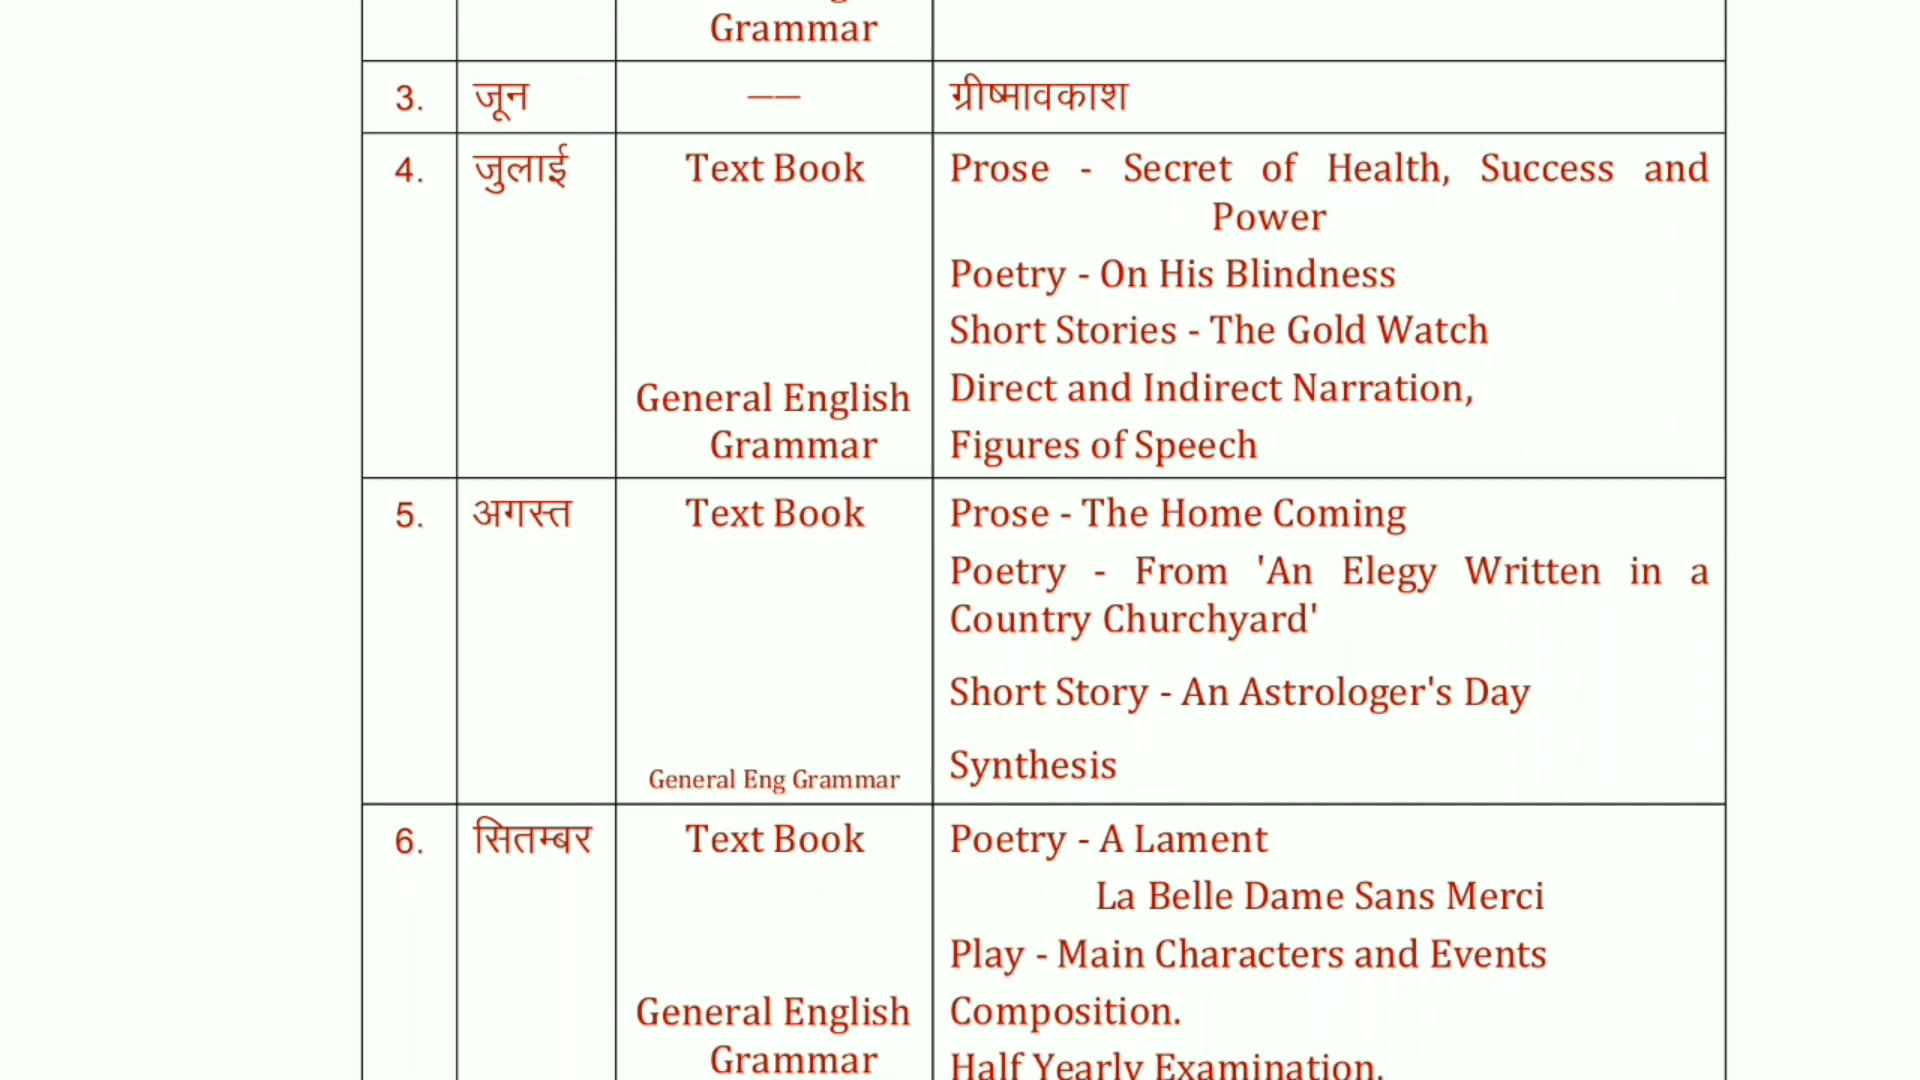 Grammar
3. जून —— ग्रीष्मावकाश
4. जुलाई Text Book Prose - Secret of Health, Success and
Power
Poetry - On His Blindness
Short Stories - The Gold Watch
General English Direct and Indirect Narration,
Grammar Figures of Speech
5. अगस्त Text Book Prose - The Home Coming
Poetry - From 'An Elegy Written in a
Country Churchyard'
Short Story - An Astrologer's Day
General Eng Grammar Synthesis
6. सितम्बर Text Book Poetry - A Lament
La Belle Dame Sans Merci
Play - Main Characters and Events
General English Composition.
Grammar Half Yearly Examination.